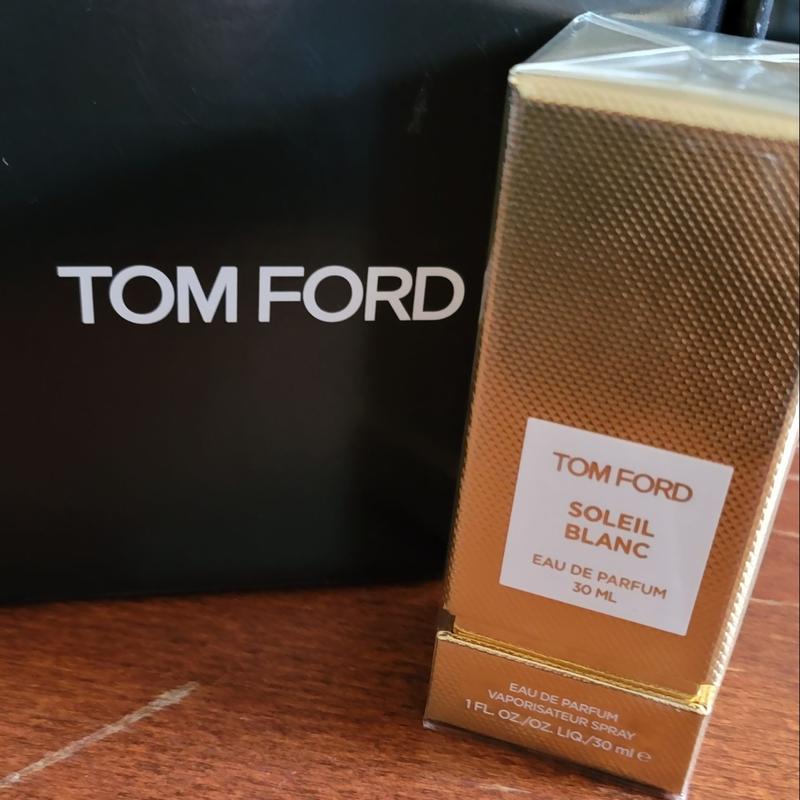 TOM FORD
TOM FORD
SOLEIL
BLANC
EAU DE PARFUM
30 ML
EAU DE PARFUM
VAPORISATEUR SPRAY
1 FL. OZ./OZ. LIQ./30 ml ℮